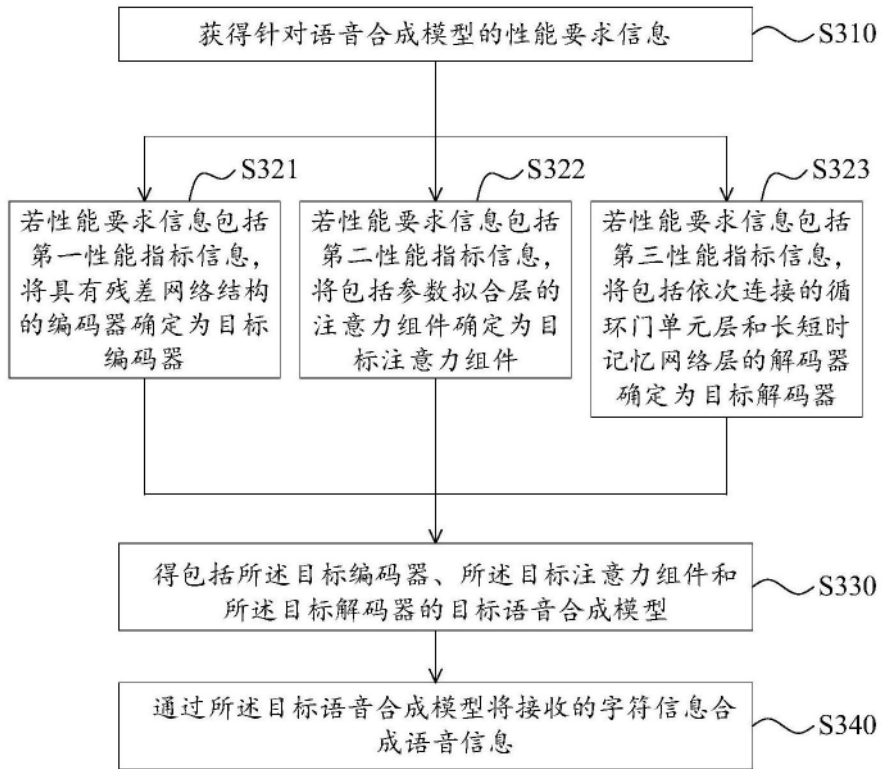 获得针对语音合成模型的性能要求信息
S310
S321
若性能要求信息包括
第一性能指标信息,
将具有残差网络结构
的编码器确定为目标
编码器
S322
若性能要求信息包括
第二性能指标信息,
将包括参数拟合层的
注意力组件确定为目
标注意力组件
S323
若性能要求信息包括
第三性能指标信息,
将包括依次连接的循
环门单元层和长短时
记忆网络层的解码器
确定为目标解码器
得包括所述目标编码器、所述目标注意力组件和
所述目标解码器的目标语音合成模型
S330
通过所述目标语音合成模型将接收的字符信息合
成语音信息
S340